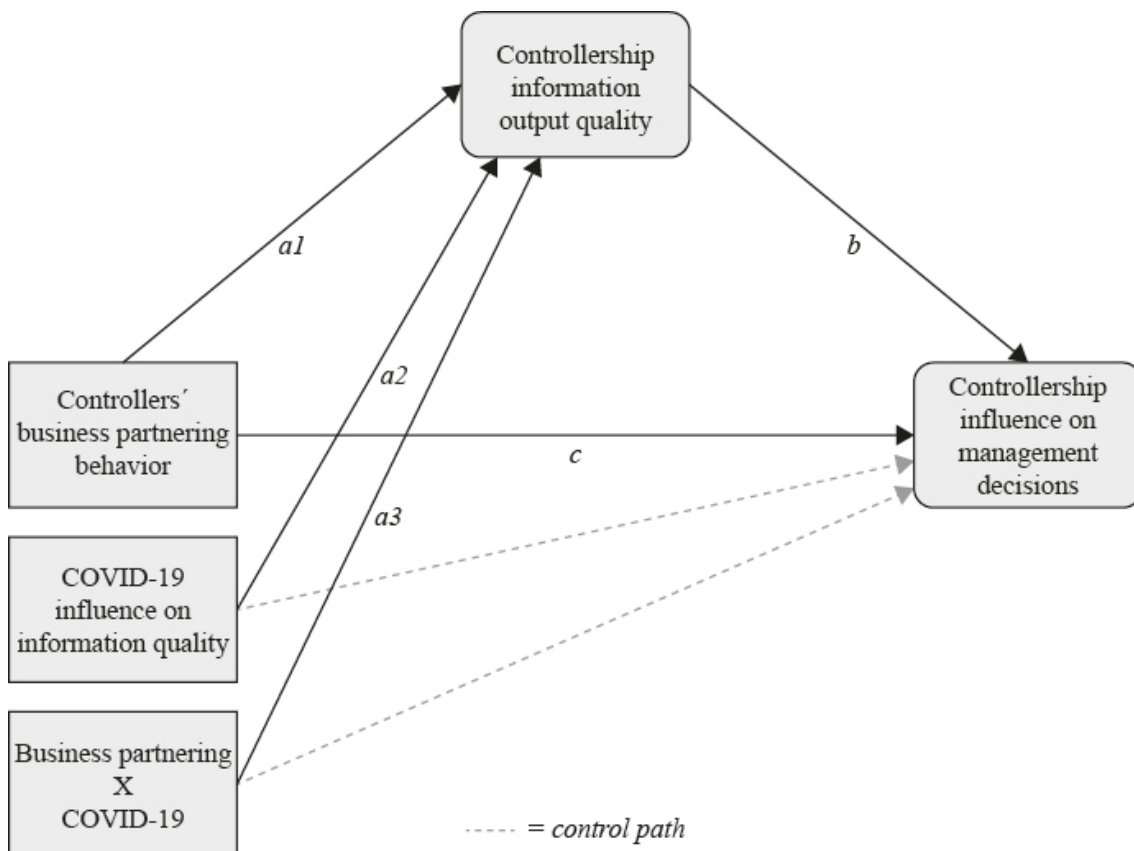 Controllership
information
output quality
a1
b
a2
Controllers´
business partnering
behavior
c
Controllership
influence on
management
decisions
a3
COVID-19
influence on
information quality
Business partnering
X
COVID-19
= control path